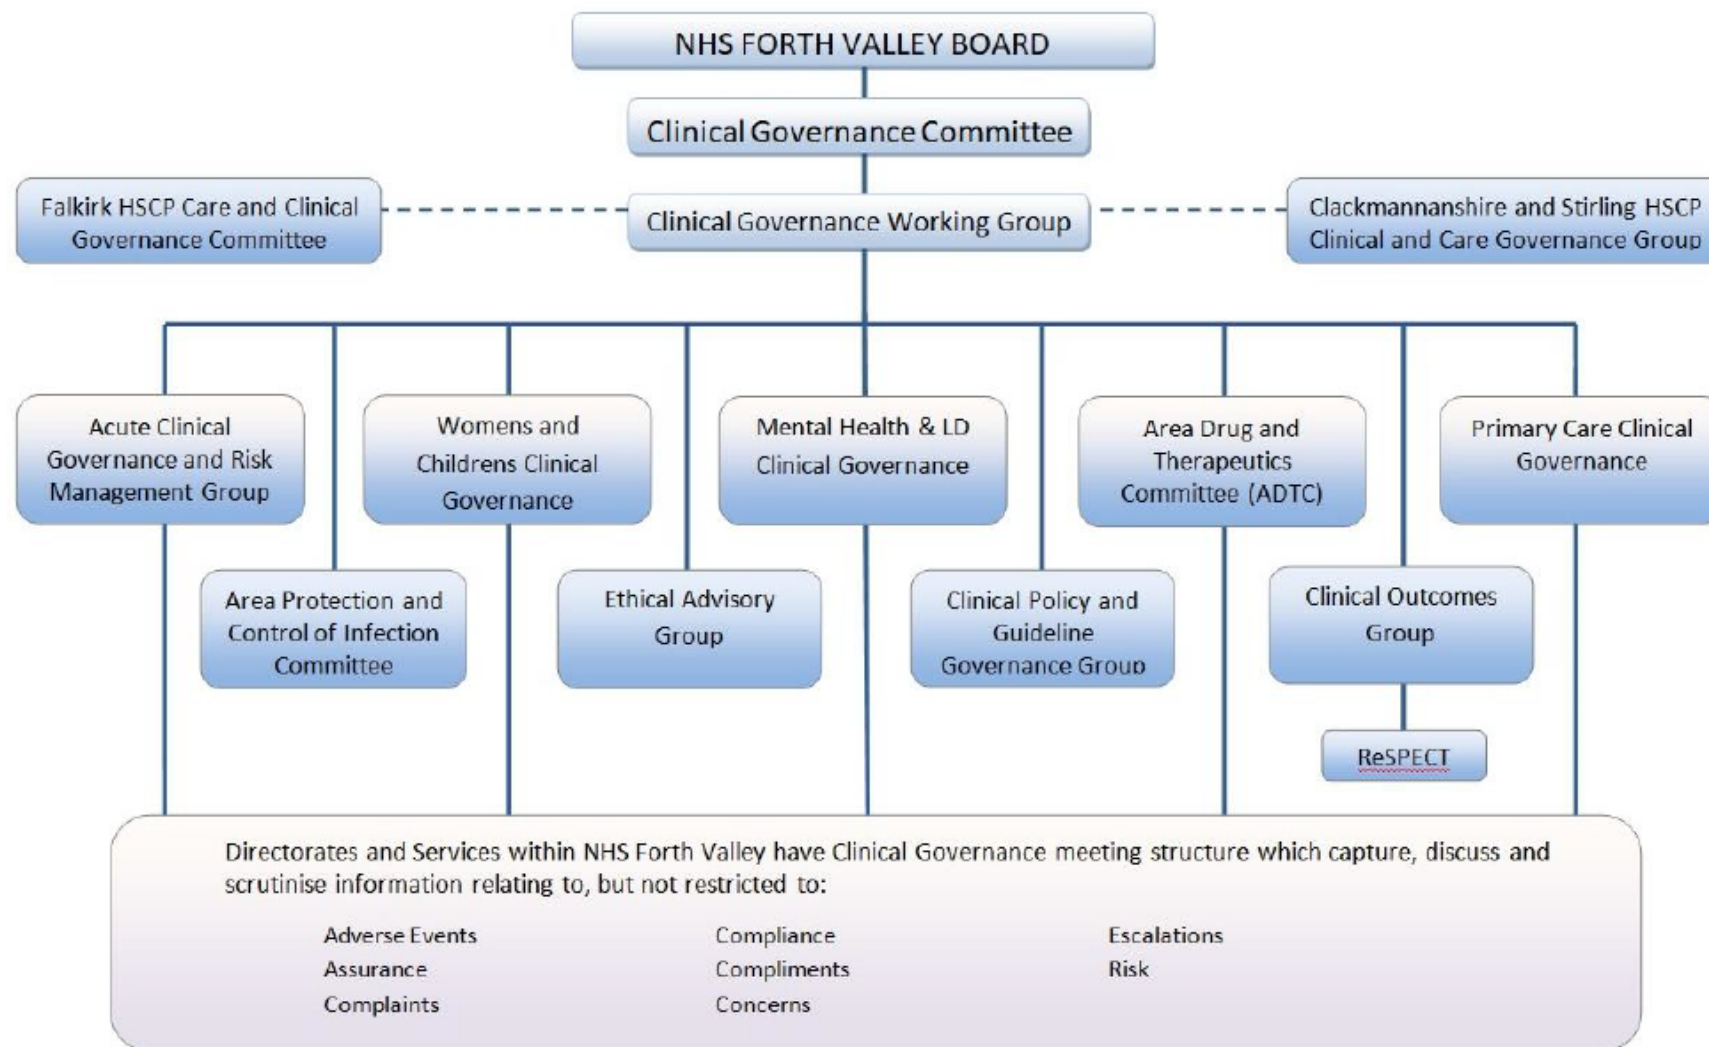 NHS FORTH VALLEY BOARD
Clinical Governance Committee
Falkirk HSCP Care and Clinical
Governance Committee
Clinical Governance Working Group
Clackmannanshire and Stirling HSCP
Clinical and Care Governance Group
Acute Clinical
Governance and Risk
Management Group
Womens and
Childrens Clinical
Governance
Mental Health & LD
Clinical Governance
Area Drug and
Therapeutics
Committee (ADTC)
Primary Care Clinical
Governance
Area Protection and
Control of Infection
Committee
Ethical Advisory
Group
Clinical Policy and
Guideline
Governance Group
Clinical Outcomes
Group
ReSPECT
Directorates and Services within NHS Forth Valley have Clinical Governance meeting structure which capture, discuss and
scrutinise information relating to, but not restricted to:
Adverse Events
Assurance
Complaints
Compliance
Compliments
Concerns
Escalations
Risk